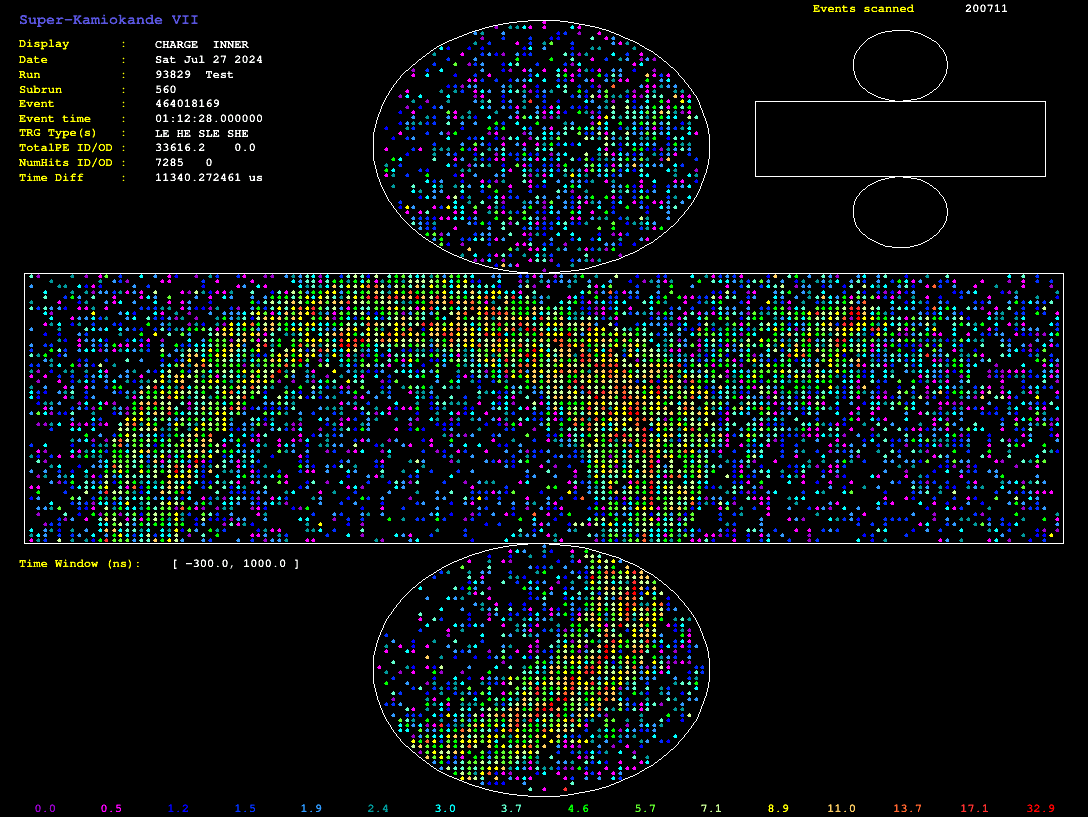 Super-Kamiokande VII
Events scanned 200711
Display : CHARGE INNER
Date : Sat Jul 27 2024
Run : 93829 Test
Subrun : 560
Event : 464018169
Event time : 01:12:28.000000
TRG Type(s) : LE HE SLE SHE
TotalPE ID/OD : 33616.2 0.0
NumHits ID/OD : 7285 0
Time Diff : 11340.272461 us
Time Window (ns): [ -300.0, 1000.0 ]
0.0 0.5 1.2 1.5 1.9 2.4 3.0 3.7 4.6 5.7 7.1 8.9 11.0 13.7 17.1 32.9